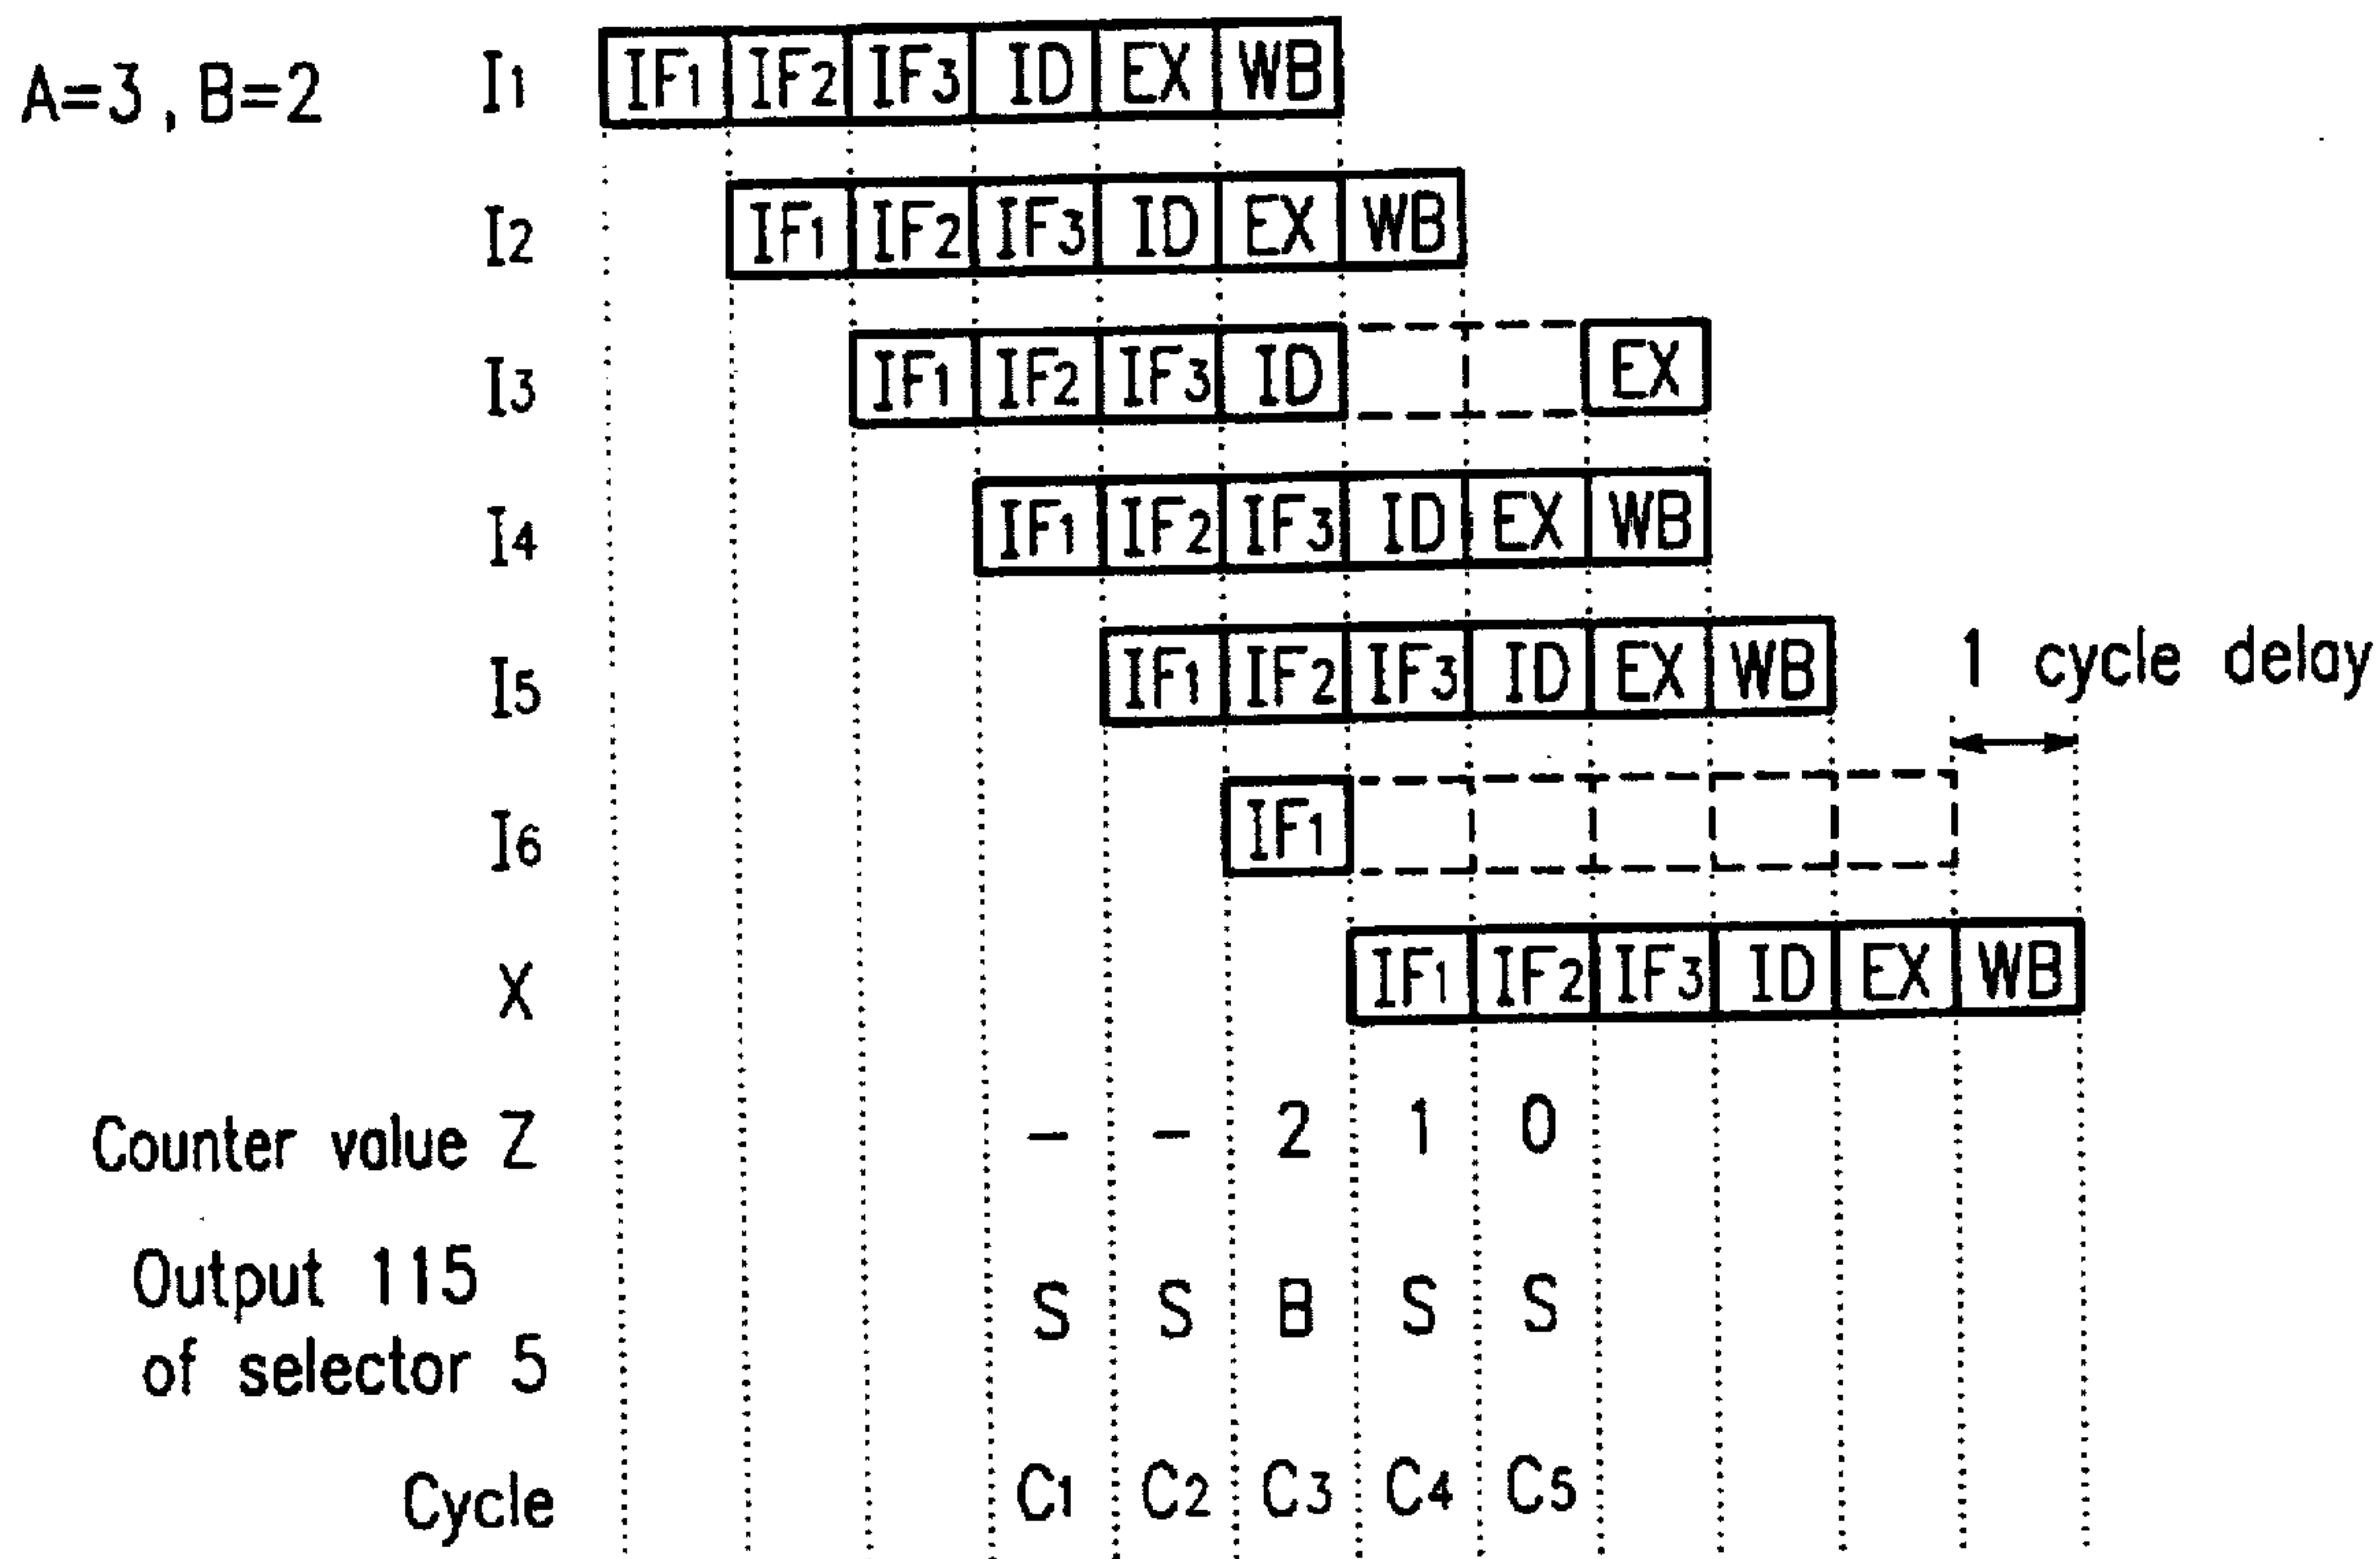 A=3, B=2 I1 IF1 IF2 IF3 ID EX WB
I2 IF1 IF2 IF3 ID EX WB
I3 IF1 IF2 IF3 ID EX
I4 IF1 IF2 IF3 ID EX WB
I5 IF1 IF2 IF3 ID EX WB 1 cycle delay
I6 IF1
X IF1 IF2 IF3 ID EX WB
Counter value Z - - 2 1 0
Output 115
of selector 5 S S B S S
Cycle C1 C2 C3 C4 C5